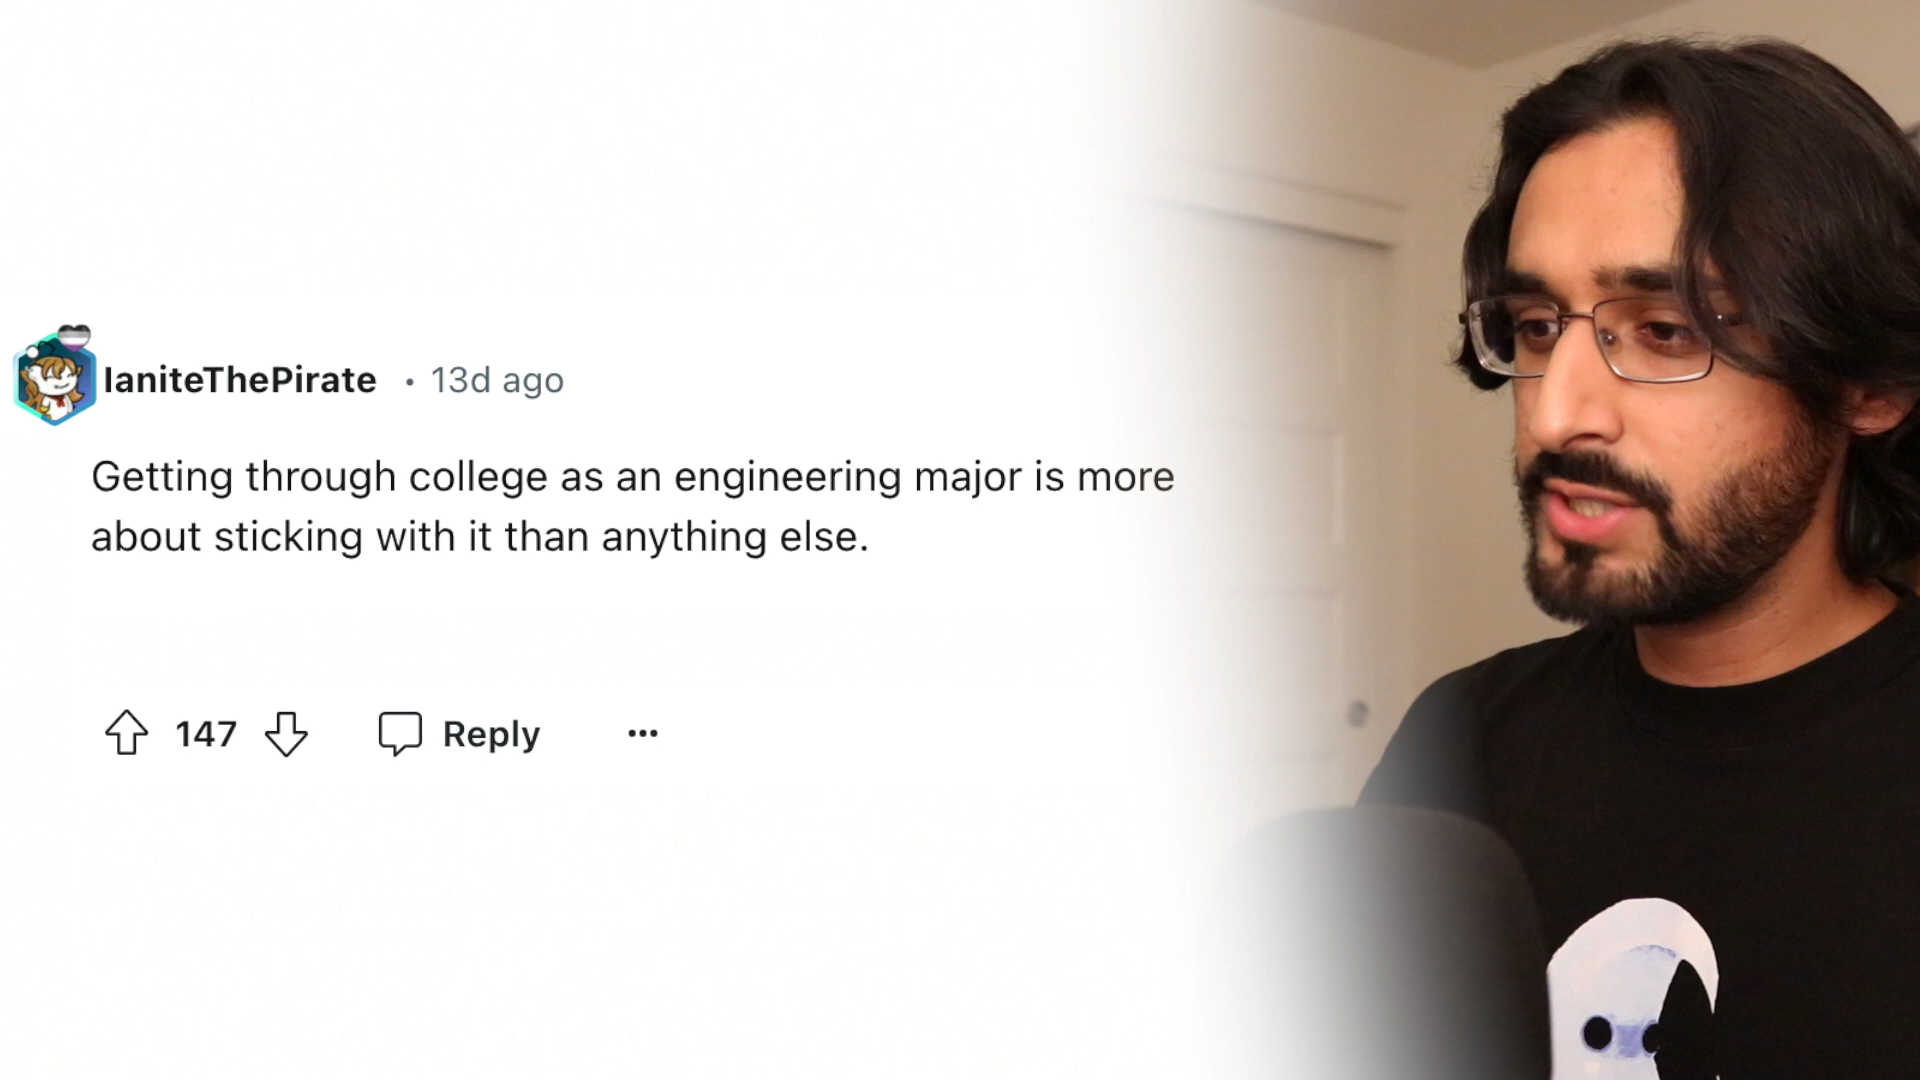 IaniteThePirate • 13d ago
Getting through college as an engineering major is more
about sticking with it than anything else.
147 Reply ...